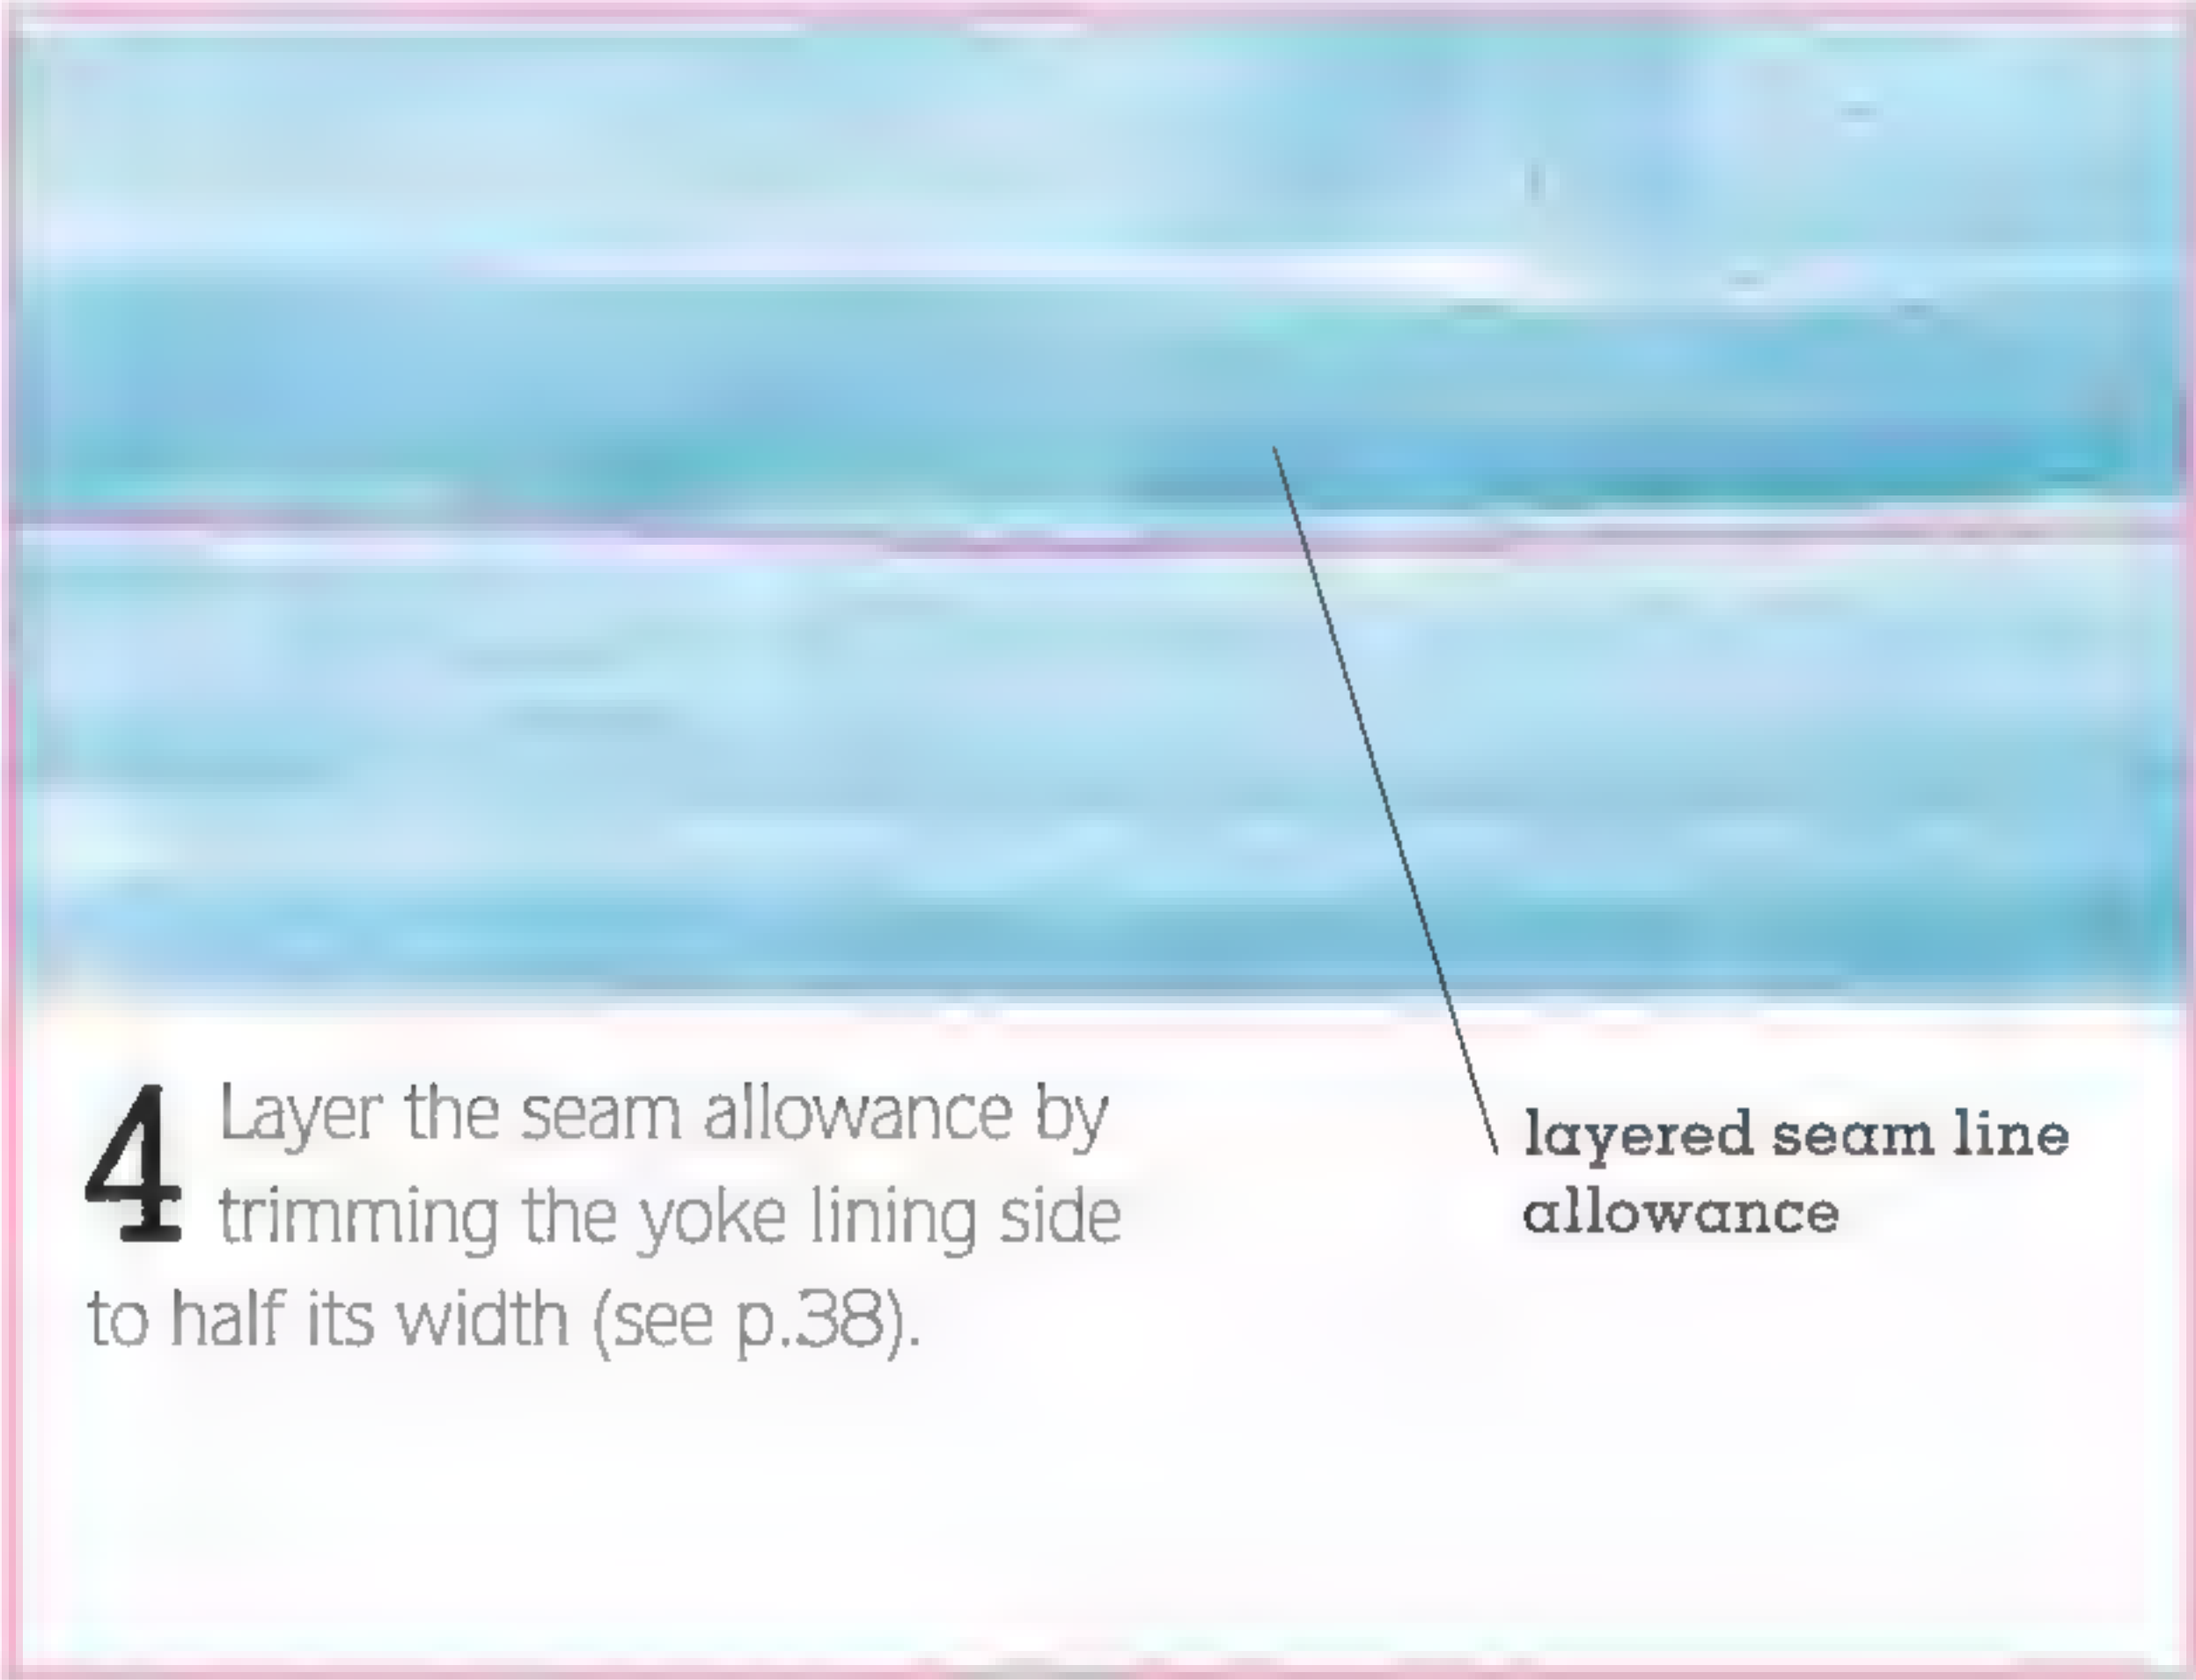 4 Layer the seam allowance by
trimming the yoke lining side
to half its width (see p.38).
layered seam line
allowance